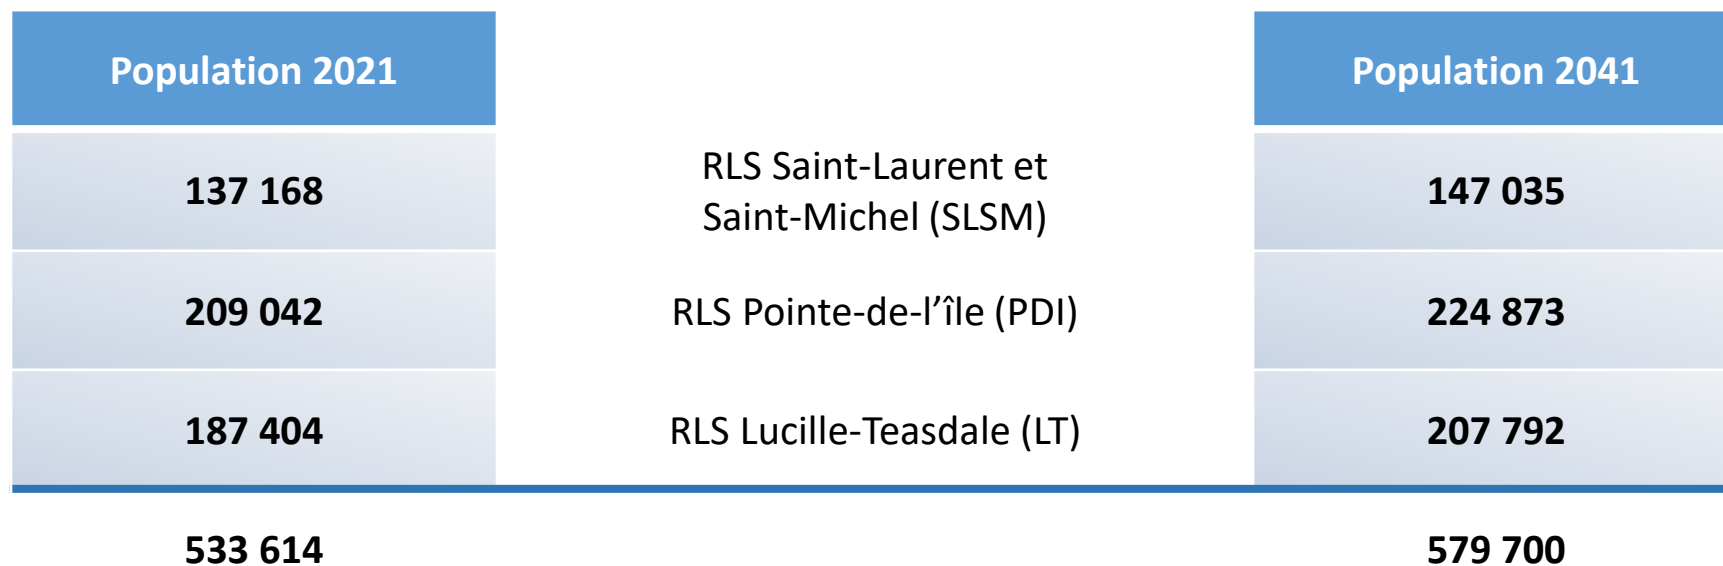 Population 2021
Population 2041
137 168
RLS Saint-Laurent et
Saint-Michel (SLSM)
147 035
209 042
RLS Pointe-de-l’île (PDI)
224 873
187 404
RLS Lucille-Teasdale (LT)
207 792
533 614
579 700